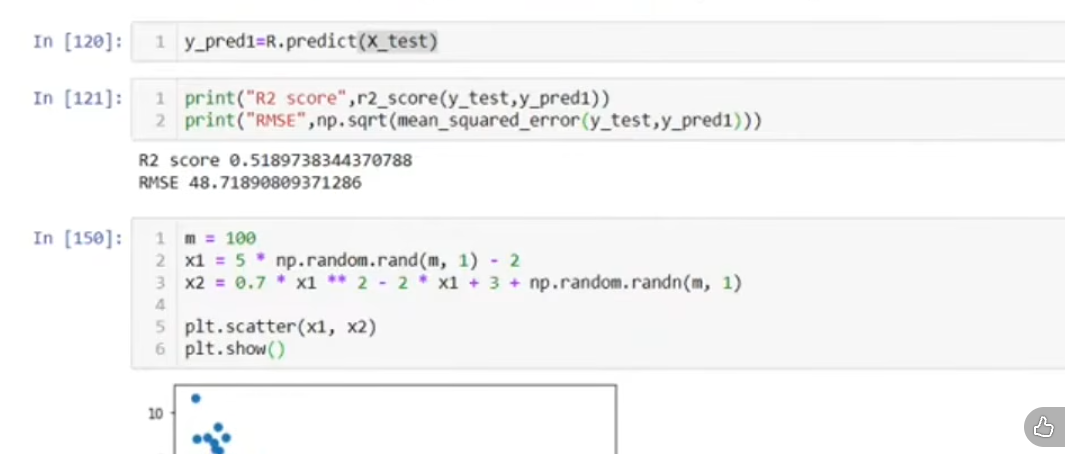 In [120]: 1 y_pred1=R.predict(X_test)
In [121]: 1 print("R2 score",r2_score(y_test,y_pred1))
2 print("RMSE",np.sqrt(mean_squared_error(y_test,y_pred1)))
R2 score 0.5189738344370788
RMSE 48.71890809371286
In [150]: 1 m = 100
2 x1 = 5 * np.random.rand(m, 1) - 2
3 x2 = 0.7 * x1 ** 2 - 2 * x1 + 3 + np.random.randn(m, 1)
4
5 plt.scatter(x1, x2)
6 plt.show()
10